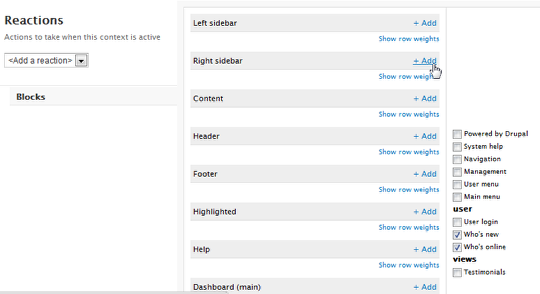 Reactions
Actions to take when this context is active
<Add a reaction>
Blocks
Left sidebar
+ Add
Show row weights
Right sidebar
+ Add
Show row weights
Content
+ Add
Show row weights
Header
+ Add
Show row weights
Footer
+ Add
Show row weights
Highlighted
+ Add
Show row weights
Help
+ Add
Show row weights
Dashboard (main)
+ Add
Powered by Drupal
System help
Navigation
Management
User menu
Main menu
user
User login
Who's new
Who's online
views
Testimonials